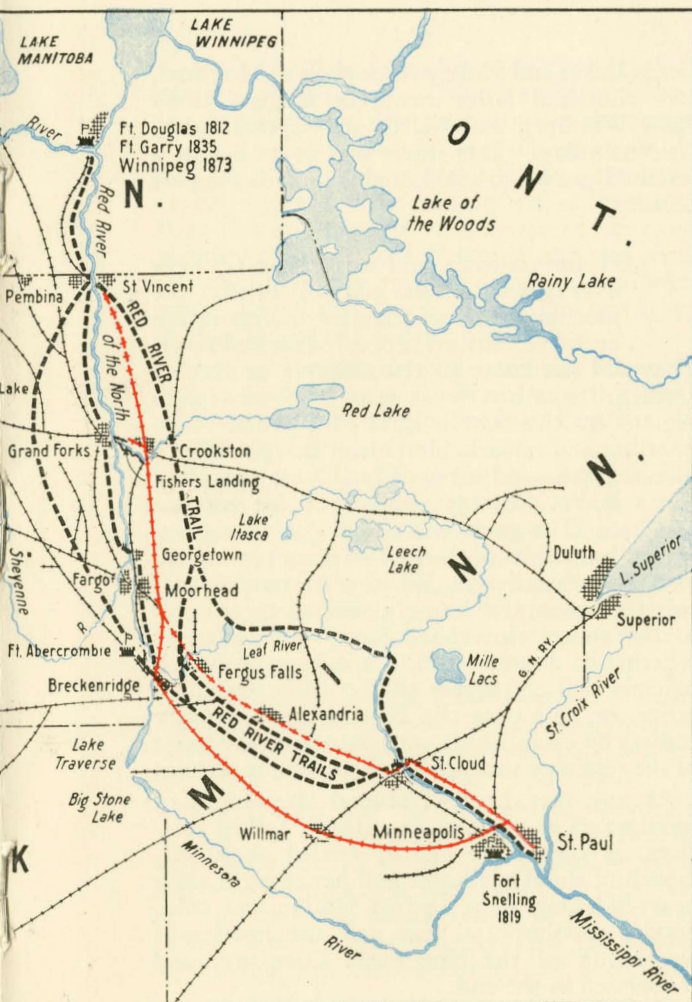 LAKE
MANITOBA
LAKE
WINNIPEG
River
Ft. Douglas 1812
Ft. Garry 1835
Winnipeg 1873
N.
Red River
of the North
ONT.
Lake of
the Woods
Rainy Lake
Pembina
St Vincent
RED RIVER
TRAIL
Lake
Red Lake
Grand Forks
Crookston
Fishers Landing
Lake
Itasca
Leech
Lake
MINN.
Duluth
L. Superior
Superior
Sheyenne
R.
Georgetown
Fargo
Moorhead
Ft. Abercrombie
Leaf River
Fergus Falls
Mille
Lacs
G. N. RY.
St. Croix River
Breckenridge
Alexandria
RED RIVER TRAILS
Lake
Traverse
St. Cloud
Big Stone
Lake
Willmar
Minneapolis
St. Paul
K
Minnesota
River
Fort
Snelling
1819
Mississippi River